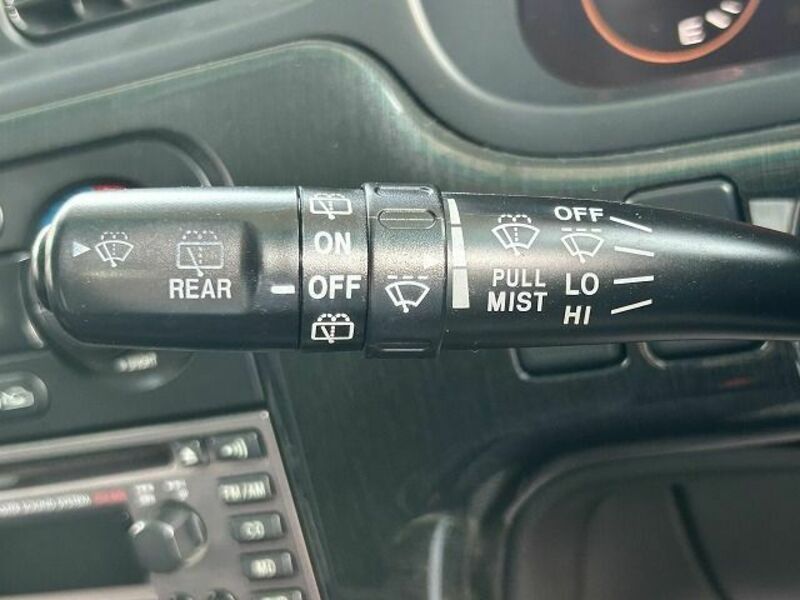 E
REAR
ON
OFF
PULL
MIST
OFF
LO
HI
FM/AM
CD
MD